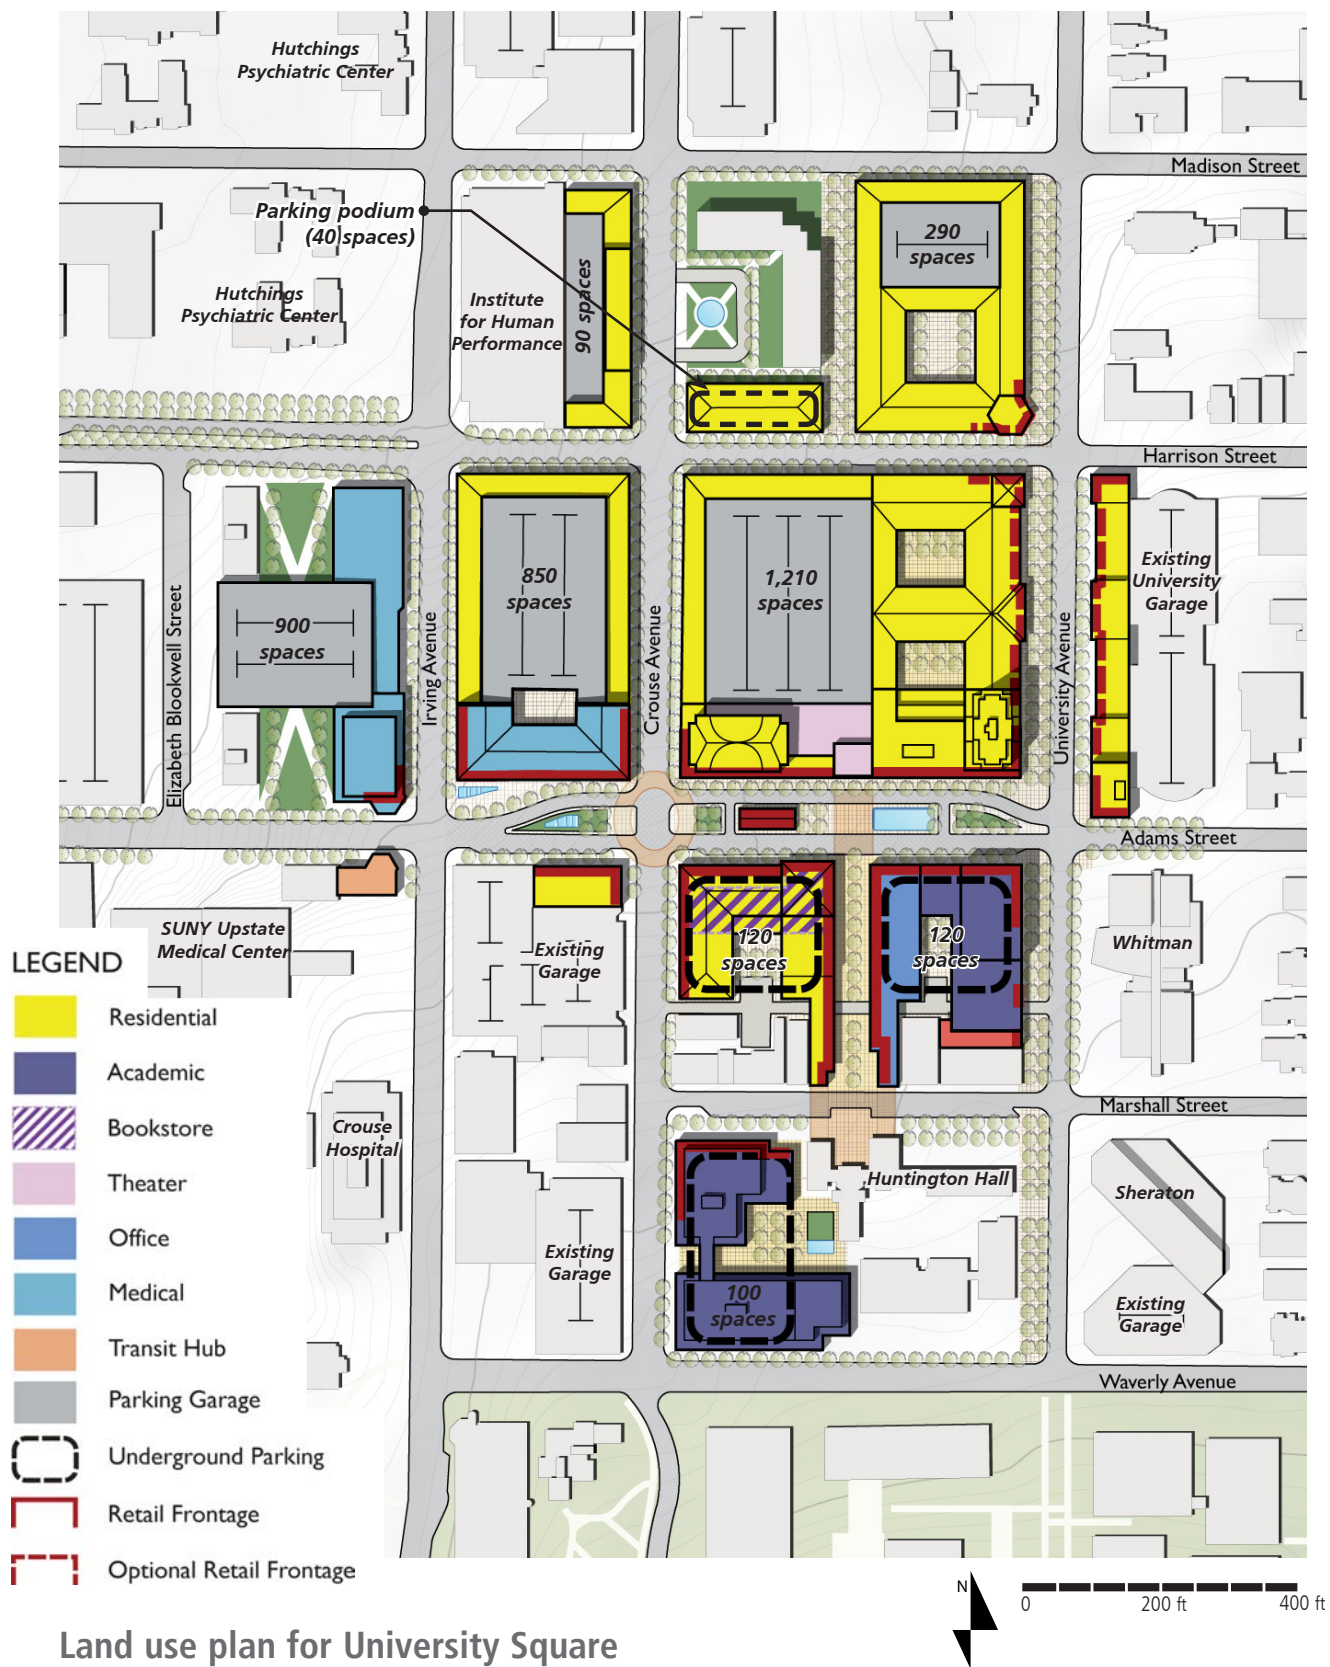 Hutchings
Psychiatric Center
Madison Street
Parking podium
(40 spaces)
290
spaces
Hutchings
Psychiatric Center
Institute
for Human
Performance
90 spaces
Harrison Street
Elizabeth Blookwell Street
900
spaces
Irving Avenue
850
spaces
Crouse Avenue
1,210
spaces
University Avenue
Existing
University
Garage
Adams Street
SUNY Upstate
Medical Center
Existing
Garage
120
spaces
120
spaces
Whitman
Marshall Street
Crouse
Hospital
Huntington Hall
Sheraton
Existing
Garage
100
spaces
Existing
Garage
Waverly Avenue
LEGEND
Residential
Academic
Bookstore
Theater
Office
Medical
Transit Hub
Parking Garage
Underground Parking
Retail Frontage
Optional Retail Frontage
N
0
200 ft
400 ft
Land use plan for University Square